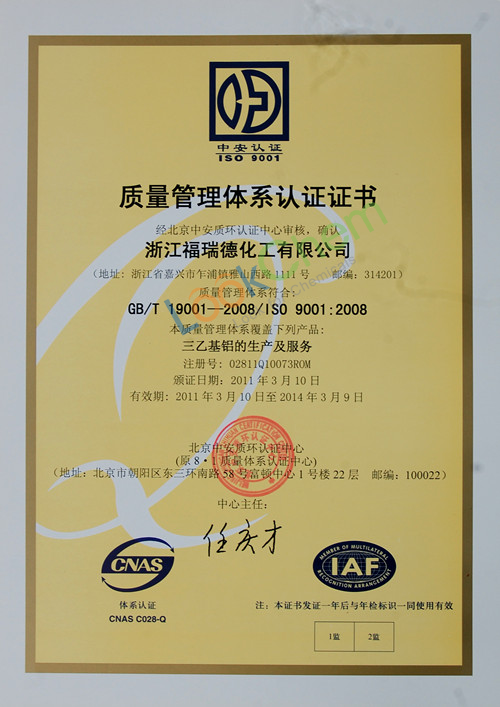 中安认证
ISO 9001
质量管理体系认证证书
经北京中安质环认证中心审核，确认
浙江福瑞德化工有限公司
（地址: 浙江省嘉兴市乍浦镇雅山西路 1111 号 邮编: 314201）
质量管理体系符合:
GB/T 19001—2008/ISO 9001:2008
本质量管理体系覆盖下列产品:
三乙基铝的生产及服务
注册号: 02811Q10073ROM
颁证日期: 2011 年 3 月 10 日
有效期: 2011 年 3 月 10 日至 2014 年 3 月 9 日
北京中安质环认证中心
(原 8·1 质量体系认证中心)
(地址: 北京市朝阳区东三环南路 58 号富顿中心 1 号楼 22 层 邮编: 100022)
中心主任:
任庆才
CNAS
体系认证
CNAS C028-Q
MEMBER OF MULTILATERAL
IAF
RECOGNITION ARRANGEMENT
注: 本证书发证一年后与年检标识一同使用有效
1监 2监
LookChem